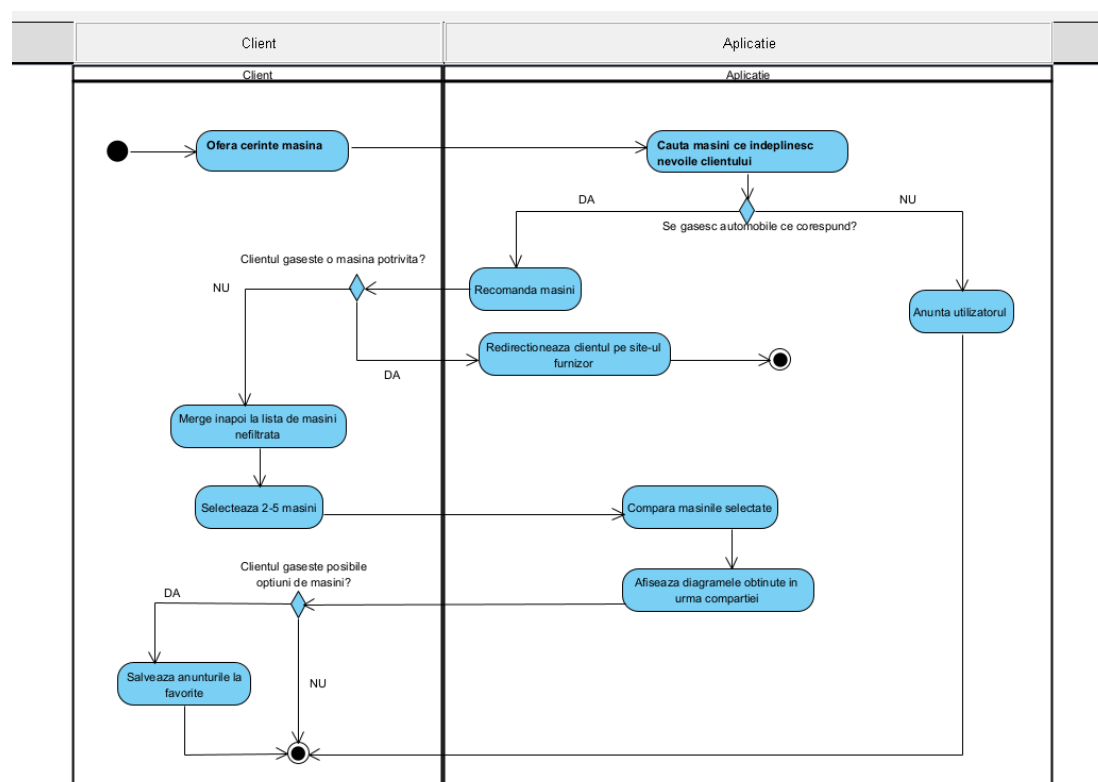 Client
Aplicatie
Client
Aplicatie
Ofera cerinte masina
Cauta masini ce indeplinesc
nevoile clientului
DA
NU
Se gasesc automobile ce corespund?
Clientul gaseste o masina potrivita?
NU
Recomanda masini
Anunta utilizatorul
Redirectioneaza clientul pe site-ul
furnizor
DA
Merge inapoi la lista de masini
nefiltrata
Selecteaza 2-5 masini
Compara masinile selectate
Clientul gaseste posibile
optiuni de masini?
DA
Afiseaza diagramele obtinute in
urma compartiei
Salveaza anunturile la
favorite
NU